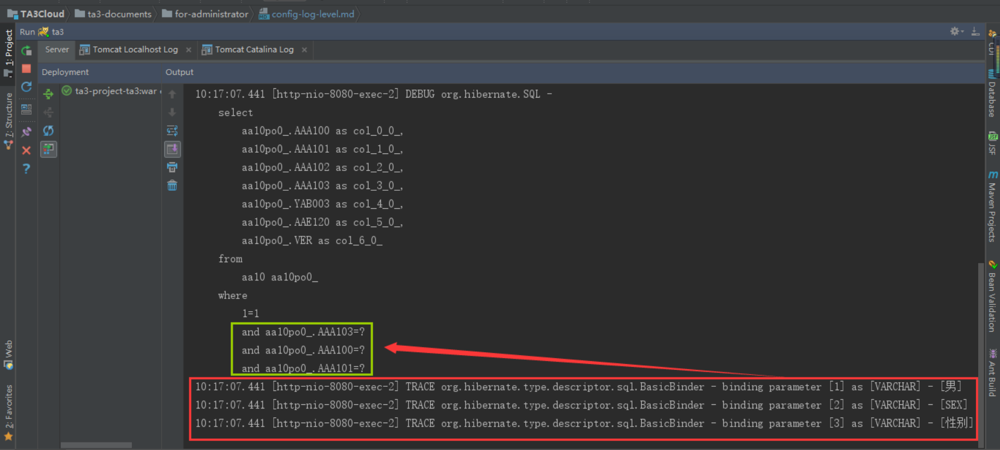 TA3Cloud ta3-documents for-administrator config-log-level.md
Run ta3
Server Tomcat Localhost Log Tomcat Catalina Log
Deployment Output
ta3-project-ta3:war
10:17:07.441 [http-nio-8080-exec-2] DEBUG org.hibernate.SQL -
select
aa10po0_.AAA100 as col_0_0_,
aa10po0_.AAA101 as col_1_0_,
aa10po0_.AAA102 as col_2_0_,
aa10po0_.AAA103 as col_3_0_,
aa10po0_.YAB003 as col_4_0_,
aa10po0_.AAE120 as col_5_0_,
aa10po0_.VER as col_6_0_
from
aa10 aa10po0_
where
1=1
and aa10po0_.AAA103=?
and aa10po0_.AAA100=?
and aa10po0_.AAA101=?
10:17:07.441 [http-nio-8080-exec-2] TRACE org.hibernate.type.descriptor.sql.BasicBinder - binding parameter [1] as [VARCHAR] - [男]
10:17:07.441 [http-nio-8080-exec-2] TRACE org.hibernate.type.descriptor.sql.BasicBinder - binding parameter [2] as [VARCHAR] - [SEX]
10:17:07.441 [http-nio-8080-exec-2] TRACE org.hibernate.type.descriptor.sql.BasicBinder - binding parameter [3] as [VARCHAR] - [性别]
1: Project
7: Structure
Web
2: Favorites
CDI
Database
JSF
JSF
m
Maven Projects
Bean Validation
Ant Build